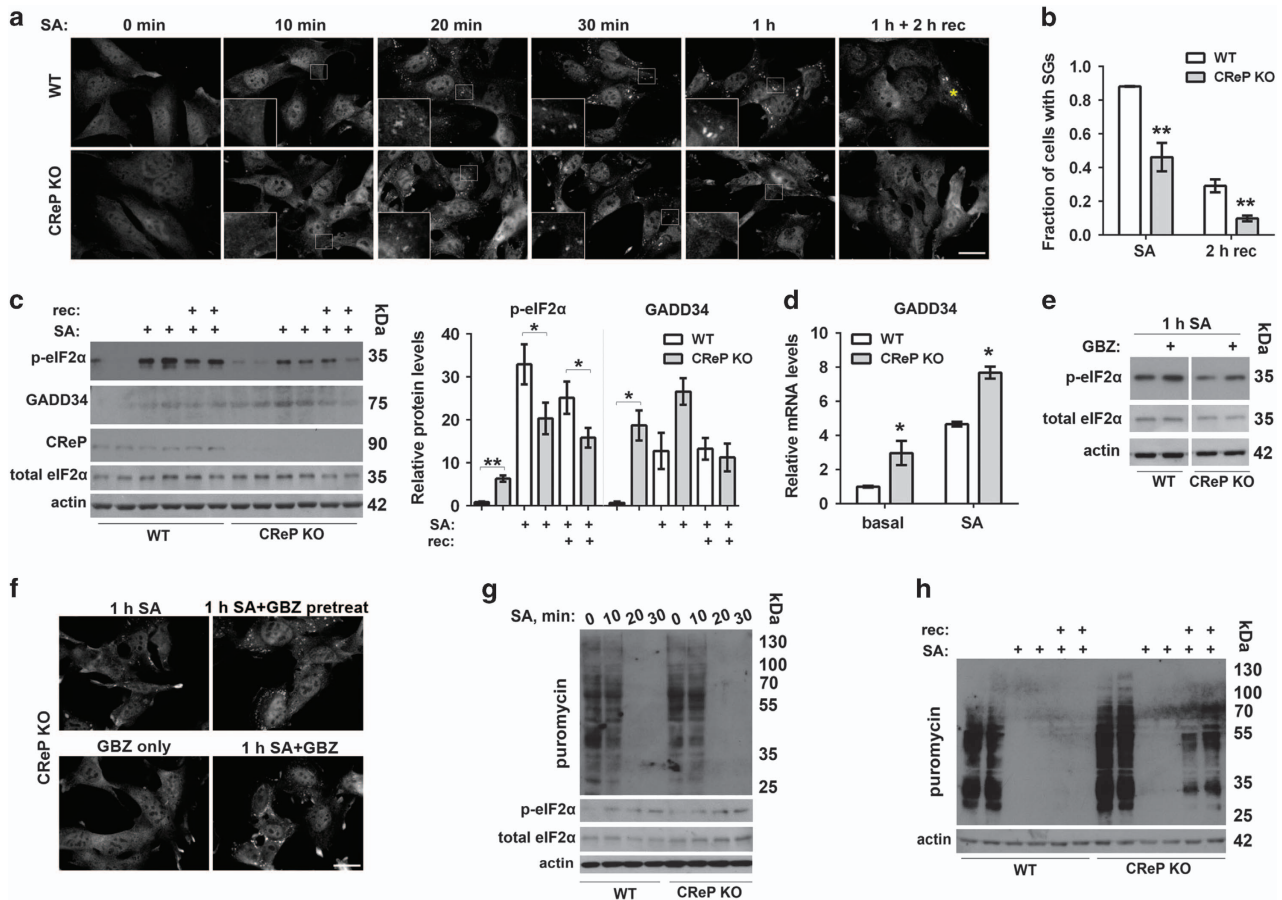 a
SA: 0 min 10 min 20 min 30 min 1 h 1 h + 2 h rec
WT
*
CReP KO
b
WT
CReP KO
Fraction of cells with SGs
1.0
0.8
0.6
0.4
0.2
0.0
**
**
SA 2 h rec
c
rec: + +
+ +
SA: + + + +
+ + + +
kDa
p-eIF2α 35
GADD34 75
CReP 90
total eIF2α 35
actin 42
WT CReP KO
p-eIF2α GADD34
WT
CReP KO
Relative protein levels
40
30
20
10
0
** * * *
SA: + + + + + + + +
rec: + + + +
d
GADD34
WT
CReP KO
Relative mRNA levels
10
8
6
4
2
0
* *
basal SA
e
1 h SA
GBZ: + +
kDa
p-eIF2α 35
total eIF2α 35
actin 42
WT CReP KO
f
1 h SA 1 h SA+GBZ pretreat
GBZ only 1 h SA+GBZ
CReP KO
g
SA, min: 0 10 20 30 0 10 20 30
kDa
puromycin
130
100
70
55
35
25
p-eIF2α
total eIF2α
actin
WT CReP KO
h
rec: + + + +
SA: + + + + + + + +
kDa
puromycin
130
100
70
55
35
25
actin 42
WT CReP KO